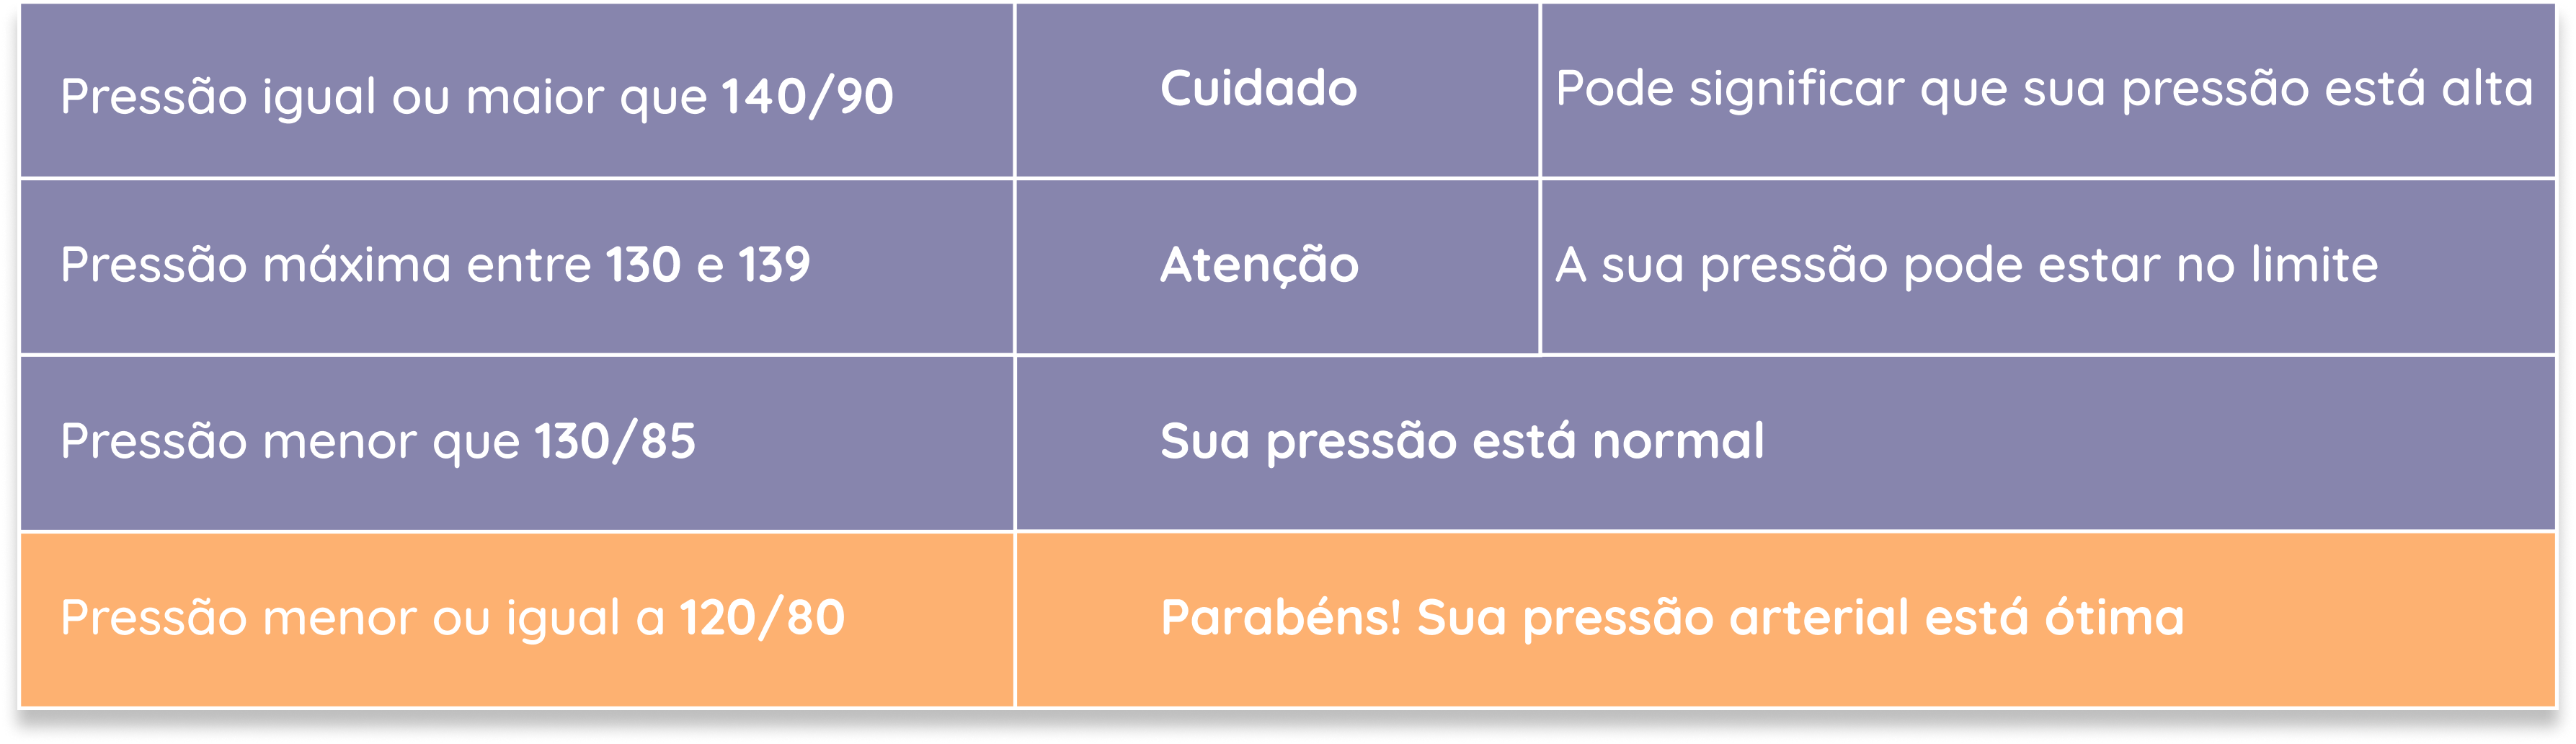 Pressão igual ou maior que 140/90
Cuidado
Pode significar que sua pressão está alta
Pressão máxima entre 130 e 139
Atenção
A sua pressão pode estar no limite
Pressão menor que 130/85
Sua pressão está normal
Pressão menor ou igual a 120/80
Parabéns! Sua pressão arterial está ótima